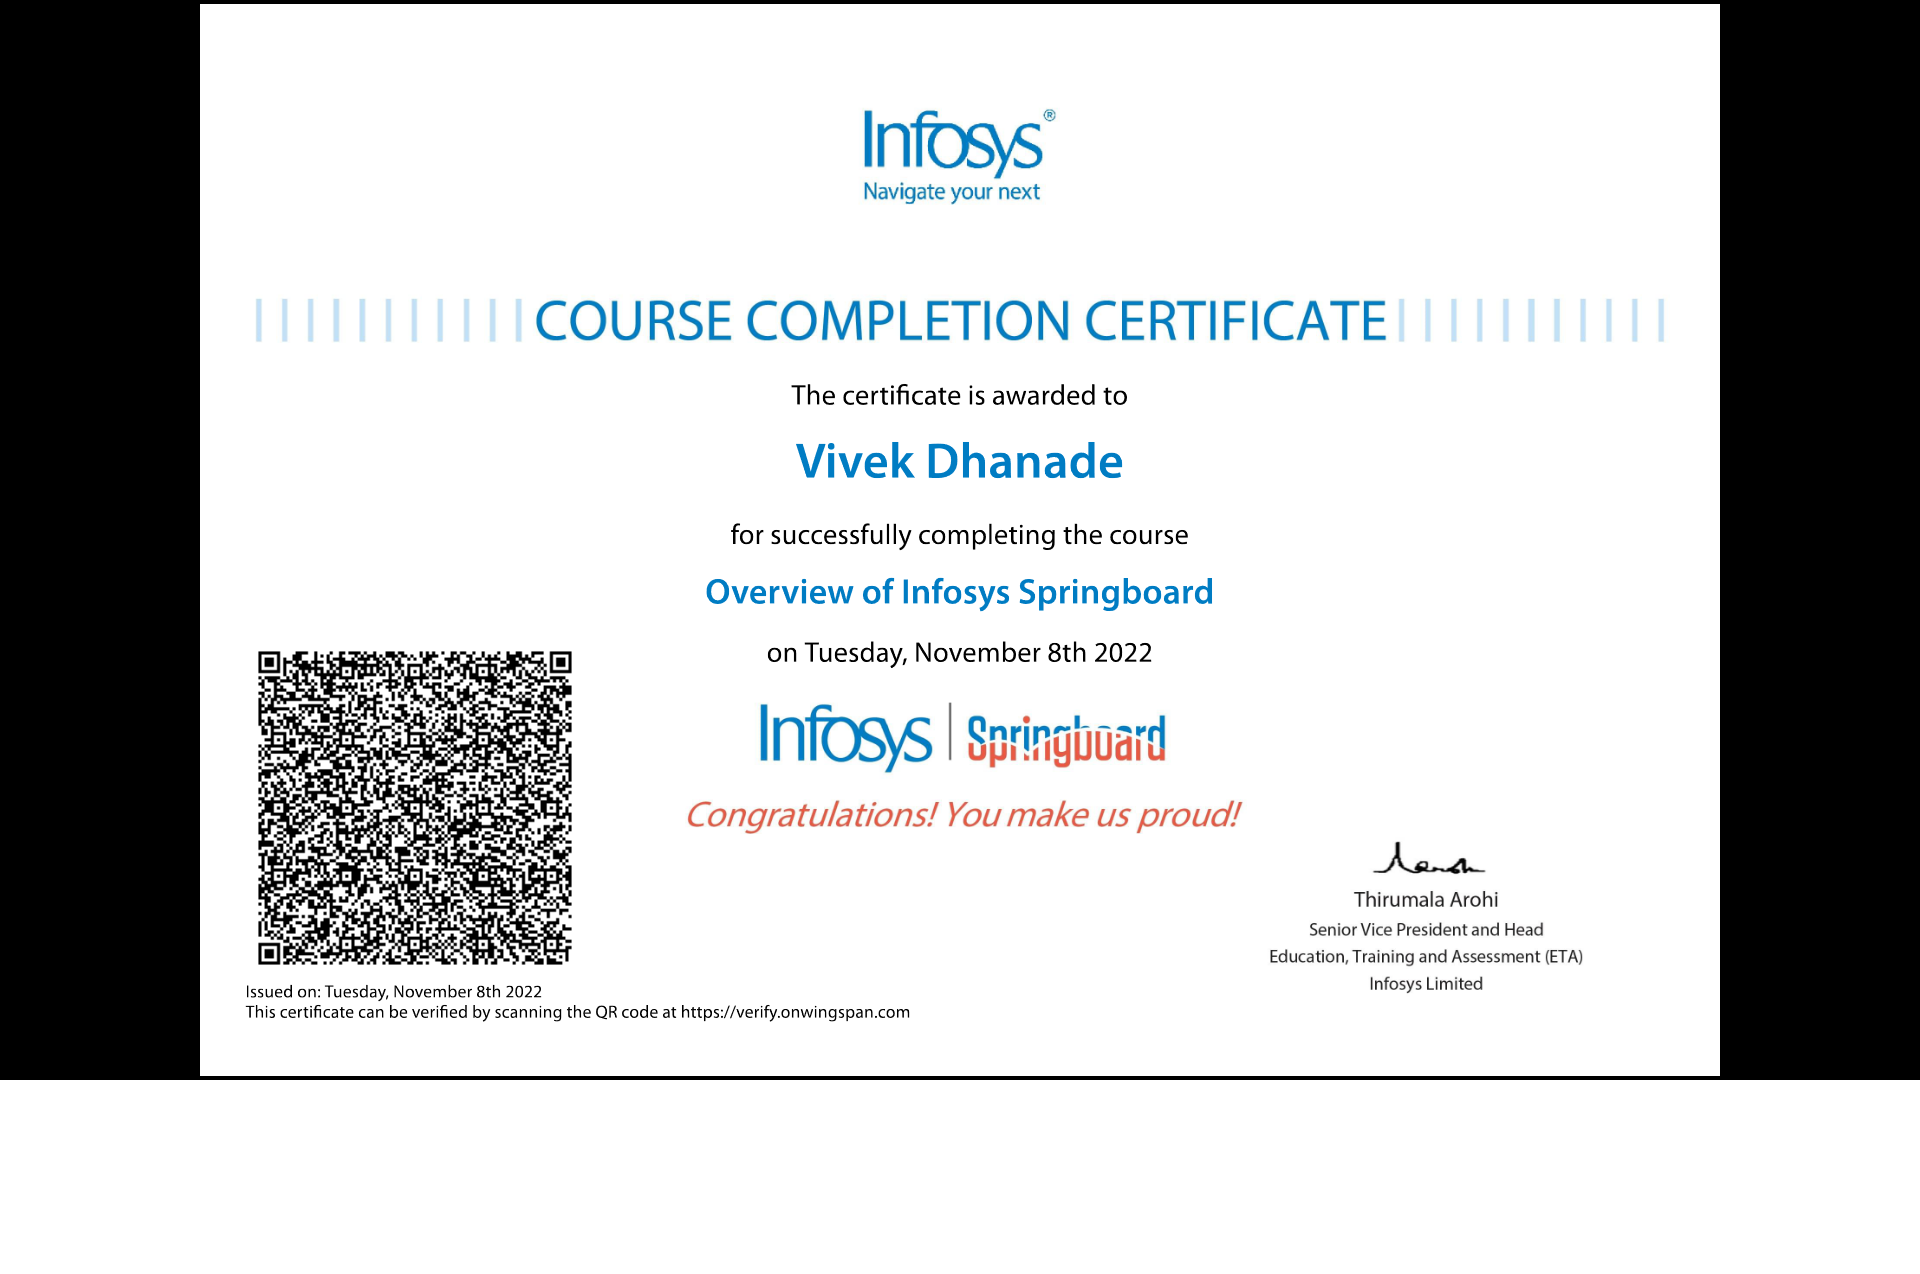 Infosys®
Navigate your next
COURSE COMPLETION CERTIFICATE
The certificate is awarded to
Vivek Dhanade
for successfully completing the course
Overview of Infosys Springboard
on Tuesday, November 8th 2022
Infosys | Springboard
Congratulations! You make us proud!
Thirumala Arohi
Senior Vice President and Head
Education, Training and Assessment (ETA)
Infosys Limited
Issued on: Tuesday, November 8th 2022
This certificate can be verified by scanning the QR code at https://verify.onwingspan.com